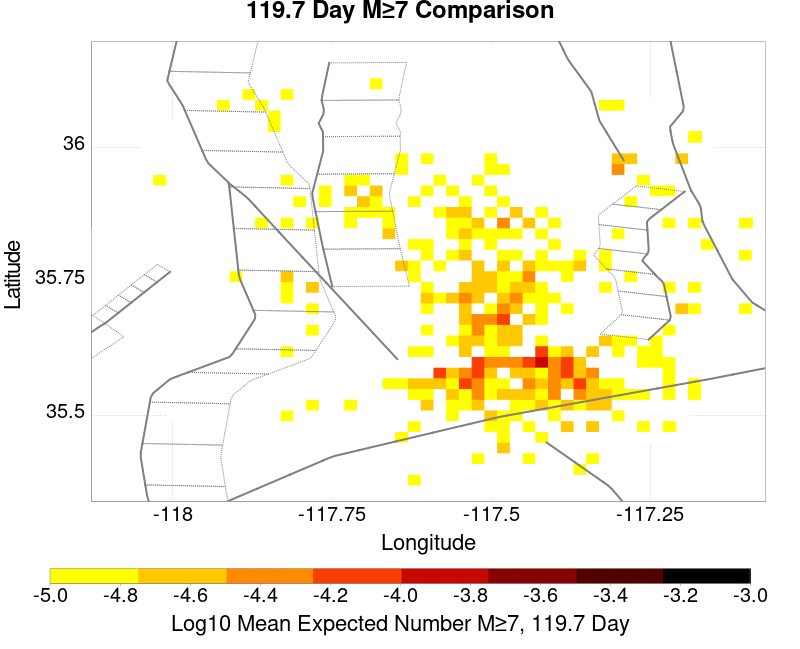 119.7 Day M≥7 Comparison
36
35.75
35.5
Latitude
-118 -117.75 -117.5 -117.25
Longitude
-5.0 -4.8 -4.6 -4.4 -4.2 -4.0 -3.8 -3.6 -3.4 -3.2 -3.0
Log10 Mean Expected Number M≥7, 119.7 Day